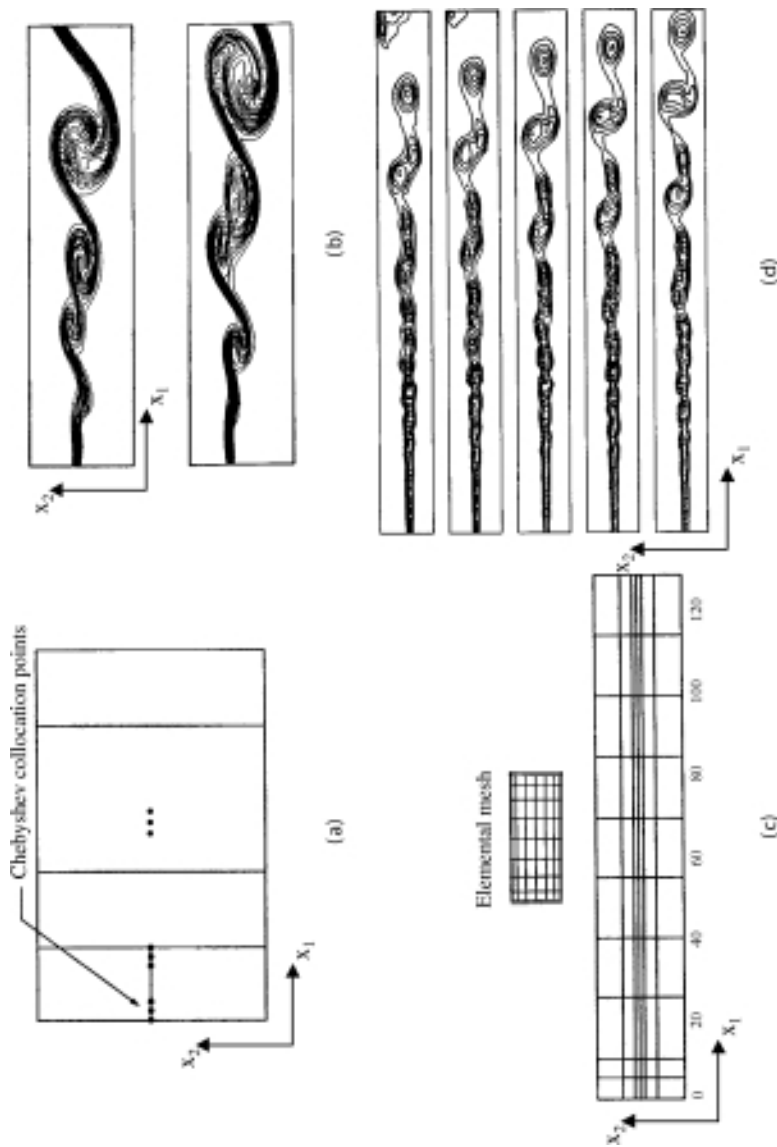 Chebyshev collocation points
x₂
x₁
(a)
x₂
x₁
(b)
Elemental mesh
x₂
0 20 40 60 80 100 120
x₁
(c)
x₂
x₁
(d)